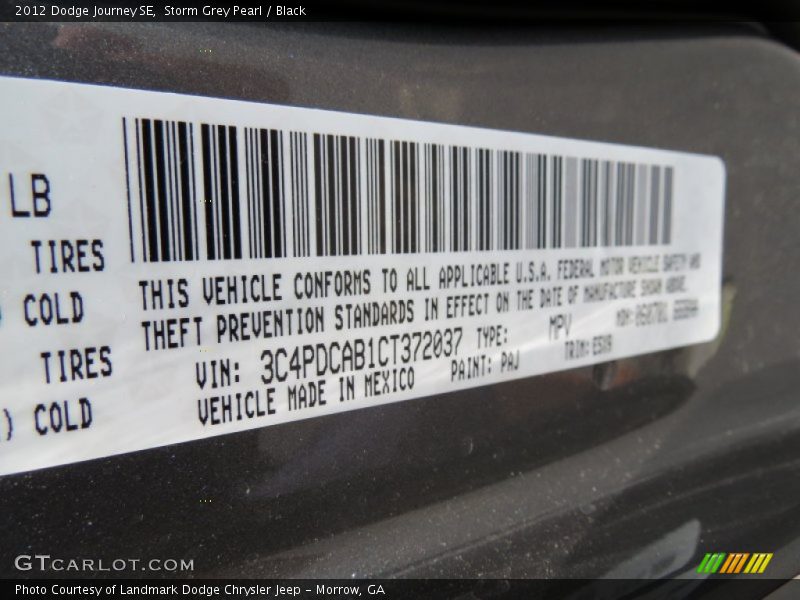 2012 Dodge Journey SE,  Storm Grey Pearl / Black
LB
TIRES
COLD
TIRES
) COLD
THIS VEHICLE CONFORMS TO ALL APPLICABLE U.S.A. FEDERAL MOTOR VEHICLE SAFETY AND
THEFT PREVENTION STANDARDS IN EFFECT ON THE DATE OF MANUFACTURE SHOWN ABOVE.
VIN: 3C4PDCAB1CT372037 TYPE: MPV
VEHICLE MADE IN MEXICO PAINT: PAJ TRIM:
GTCARLOT.COM
Photo Courtesy of Landmark Dodge Chrysler Jeep - Morrow, GA